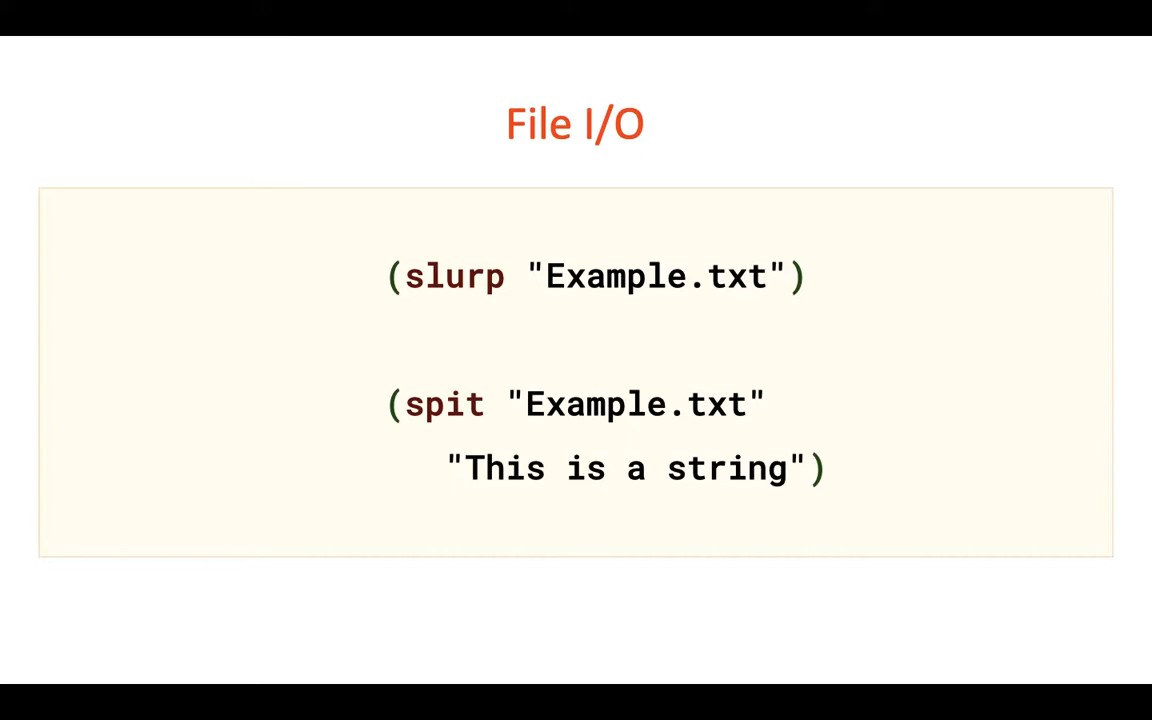 File I/O
(slurp "Example.txt")
(spit "Example.txt"
"This is a string")